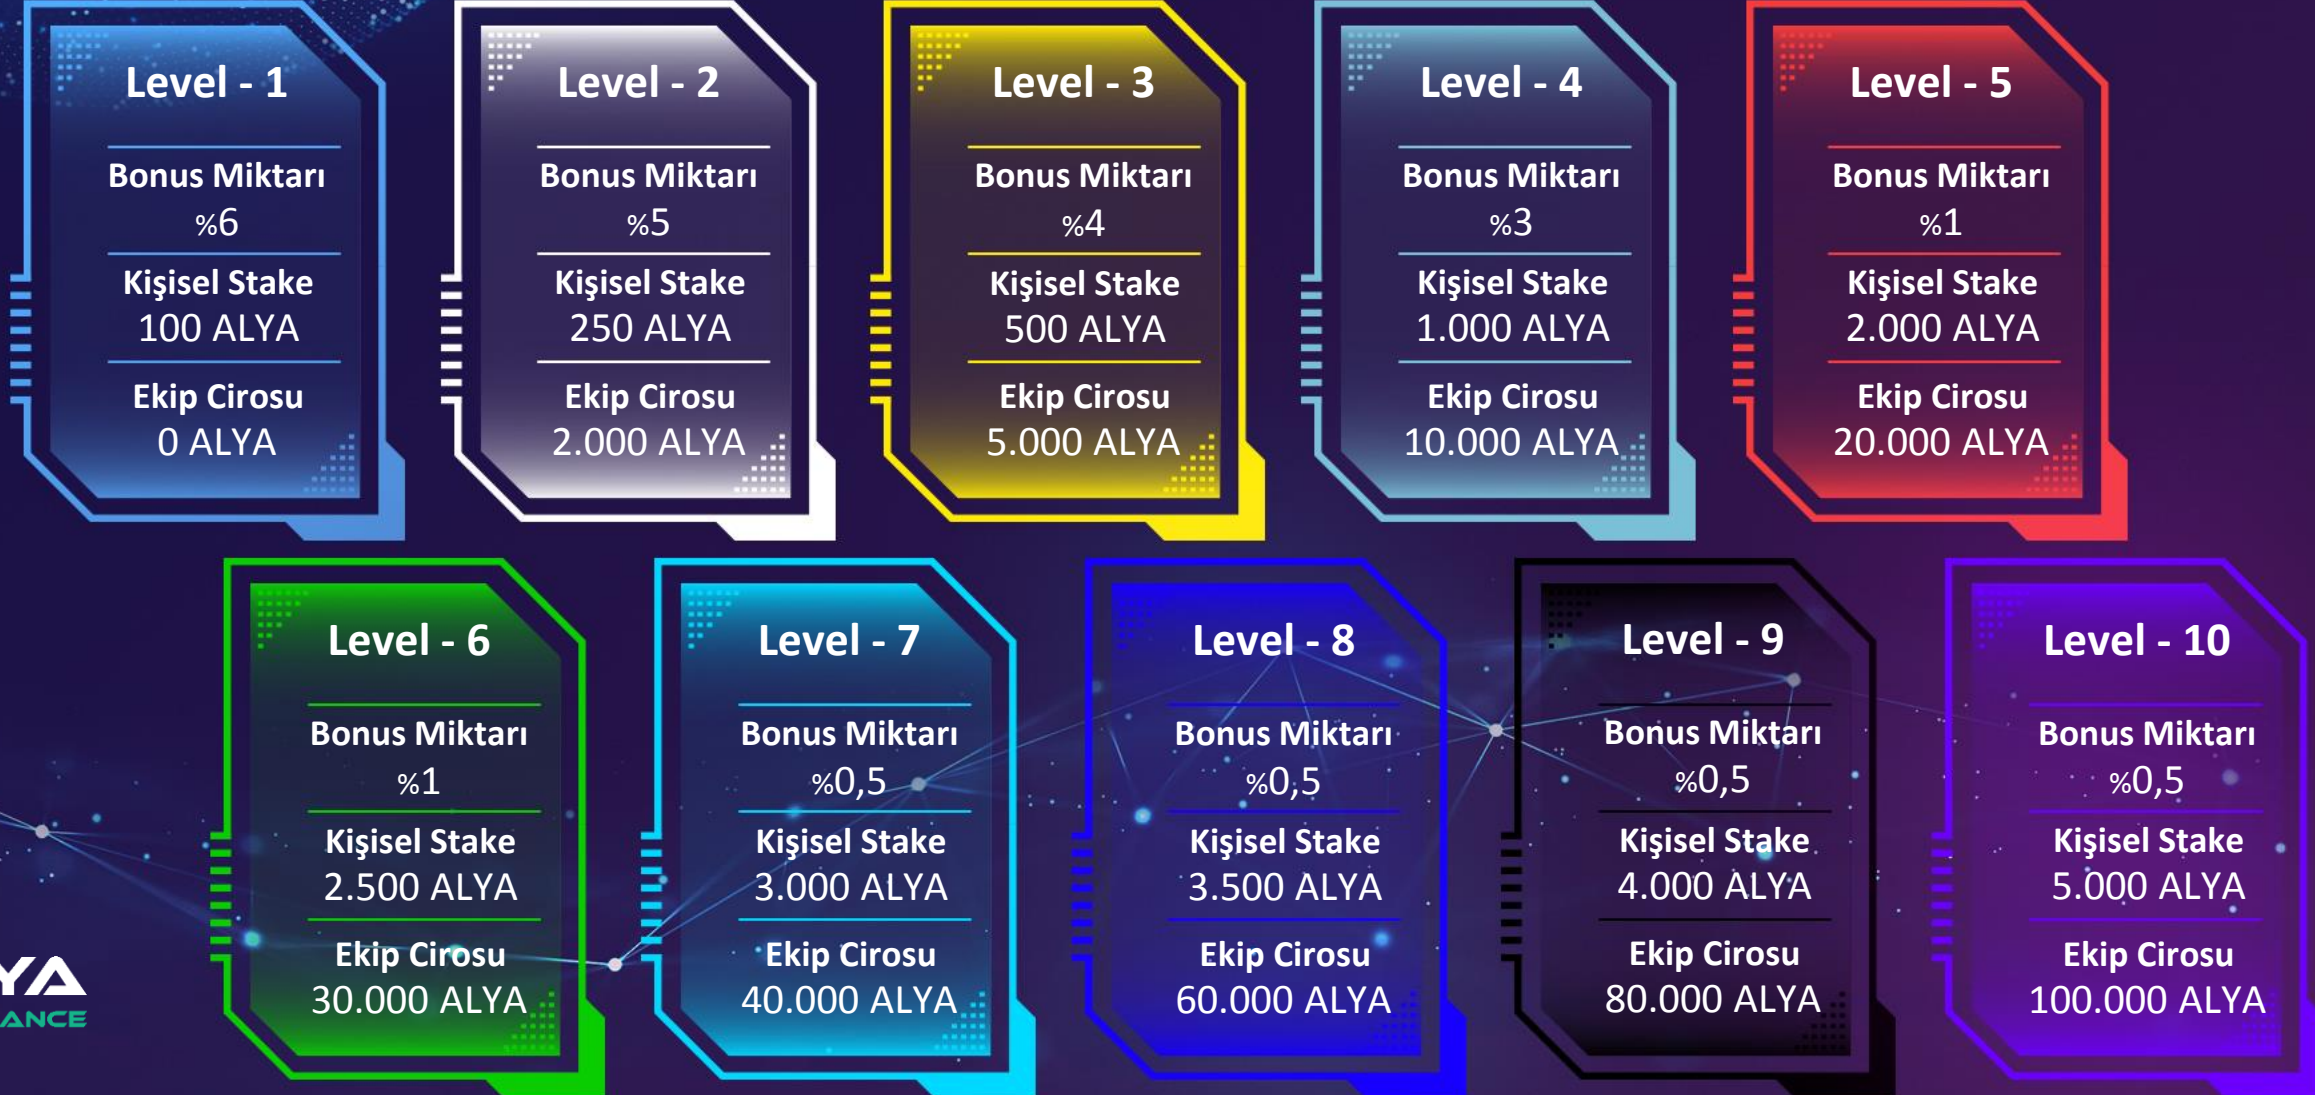 Level - 1
Bonus Miktarı
%6
Kişisel Stake
100 ALYA
Ekip Cirosu
0 ALYA
Level - 2
Bonus Miktarı
%5
Kişisel Stake
250 ALYA
Ekip Cirosu
2.000 ALYA
Level - 3
Bonus Miktarı
%4
Kişisel Stake
500 ALYA
Ekip Cirosu
5.000 ALYA
Level - 4
Bonus Miktarı
%3
Kişisel Stake
1.000 ALYA
Ekip Cirosu
10.000 ALYA
Level - 5
Bonus Miktarı
%1
Kişisel Stake
2.000 ALYA
Ekip Cirosu
20.000 ALYA
Level - 6
Bonus Miktarı
%1
Kişisel Stake
2.500 ALYA
Ekip Cirosu
30.000 ALYA
Level - 7
Bonus Miktarı
%0,5
Kişisel Stake
3.000 ALYA
Ekip Cirosu
40.000 ALYA
Level - 8
Bonus Miktarı
%0,5
Kişisel Stake
3.500 ALYA
Ekip Cirosu
60.000 ALYA
Level - 9
Bonus Miktarı
%0,5
Kişisel Stake
4.000 ALYA
Ekip Cirosu
80.000 ALYA
Level - 10
Bonus Miktarı
%0,5
Kişisel Stake
5.000 ALYA
Ekip Cirosu
100.000 ALYA
YA
ANCE